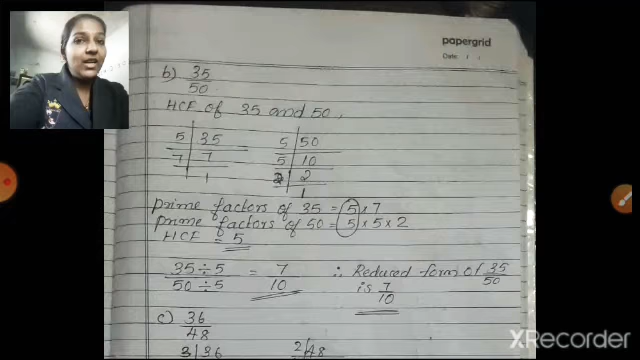 papergrid
Date: / /
b) 35
50
HCF of 35 and 50,
5 | 35    5 | 50
7 | 7    5 | 10
1    2 | 2
1
prime factors of 35 = 5 × 7
prime factors of 50 = 5 × 5 × 2
HCF = 5
35 ÷ 5 = 7    ∴ Reduced form of 35
50 ÷ 5    10    50
is 7
10
c) 36
48
3 | 36    2 | 48
XRecorder